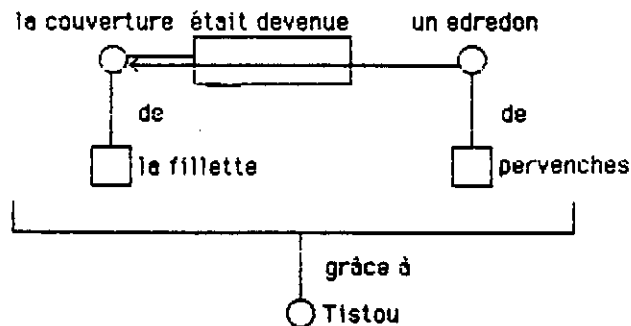 la couverture était devenue un edredon
de de
la fillette pervenches
grâce à
Tistou